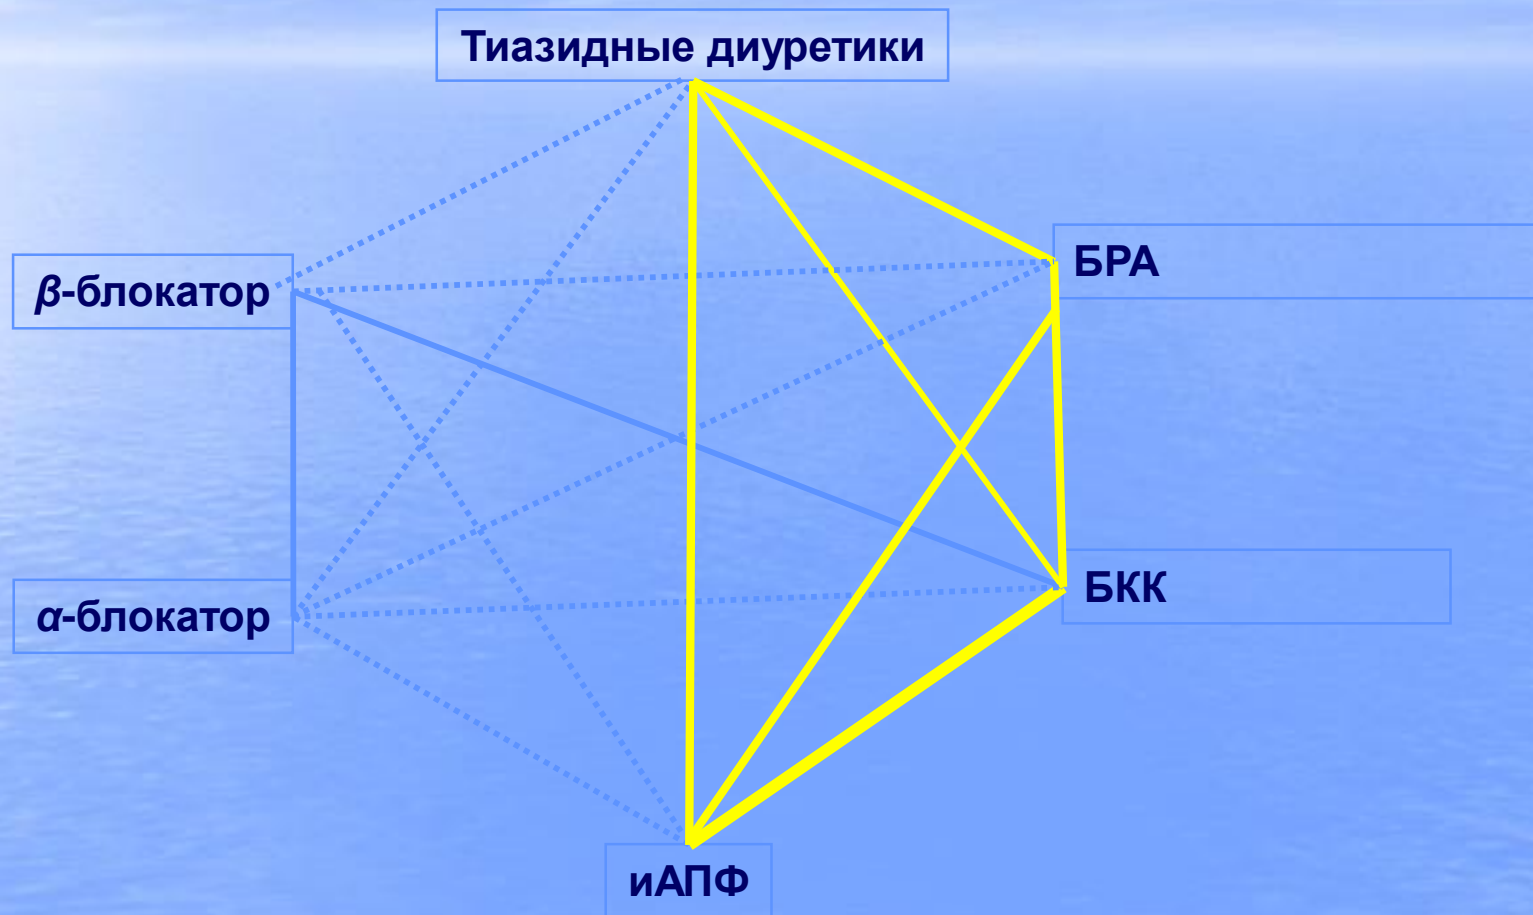 Тиазидные диуретики
β-блокатор
БРА
α-блокатор
БКК
иАПФ